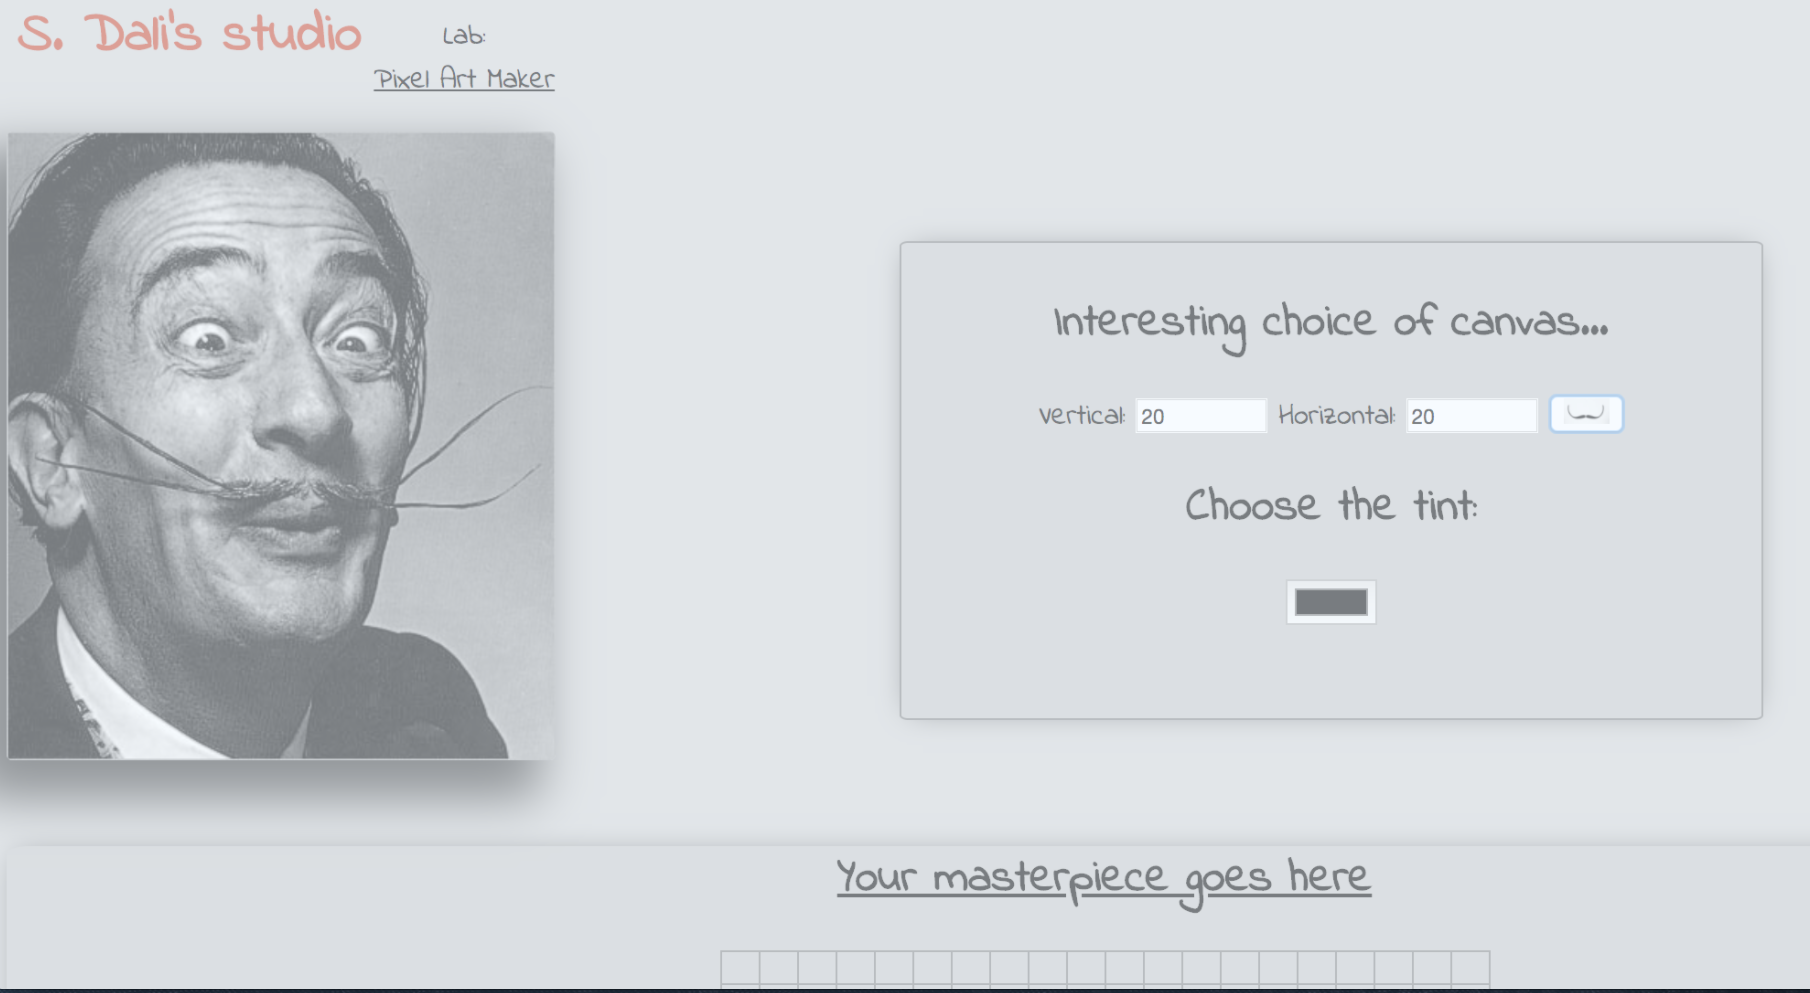 S. Dali's studio
Lab:
Pixel Art Maker
Interesting choice of canvas...
Vertical: 20 Horizontal: 20
Choose the tint:
Your masterpiece goes here